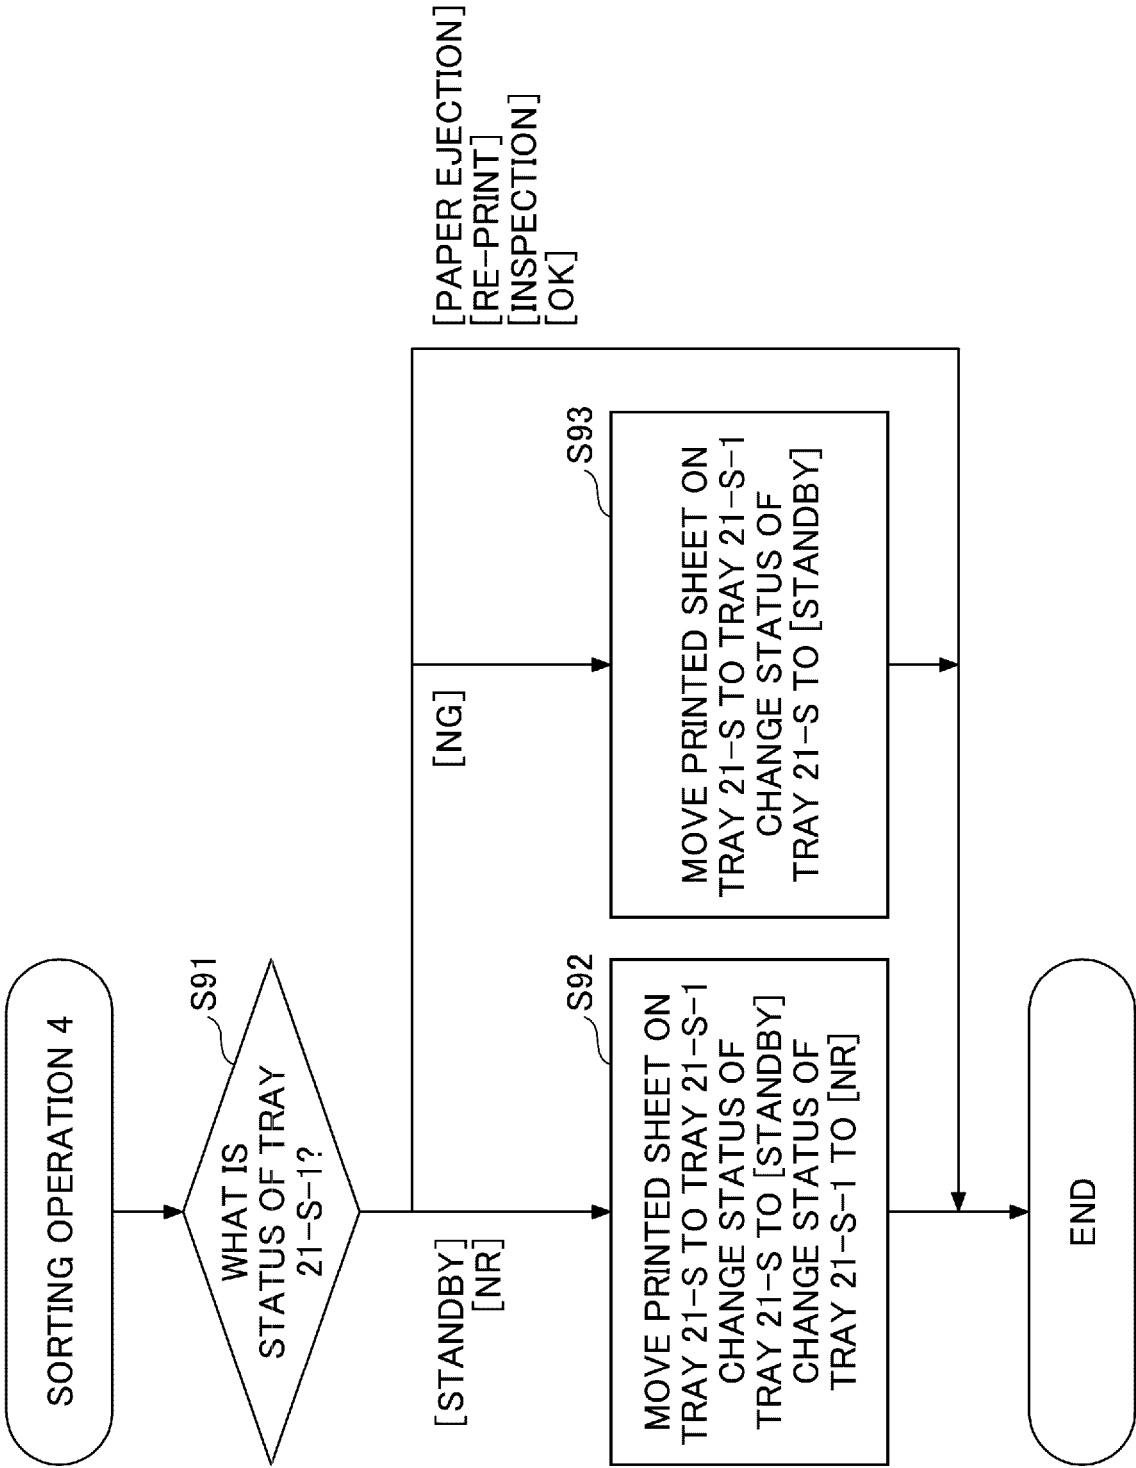 SORTING OPERATION 4
S91
WHAT IS
STATUS OF TRAY
21-S-1?
[STANDBY]
[NR]
[NG]
[PAPER EJECTION]
[RE-PRINT]
[INSPECTION]
[OK]
S92
MOVE PRINTED SHEET ON
TRAY 21-S TO TRAY 21-S-1
CHANGE STATUS OF
TRAY 21-S TO [STANDBY]
CHANGE STATUS OF
TRAY 21-S-1 TO [NR]
S93
MOVE PRINTED SHEET ON
TRAY 21-S TO TRAY 21-S-1
CHANGE STATUS OF
TRAY 21-S TO [STANDBY]
END